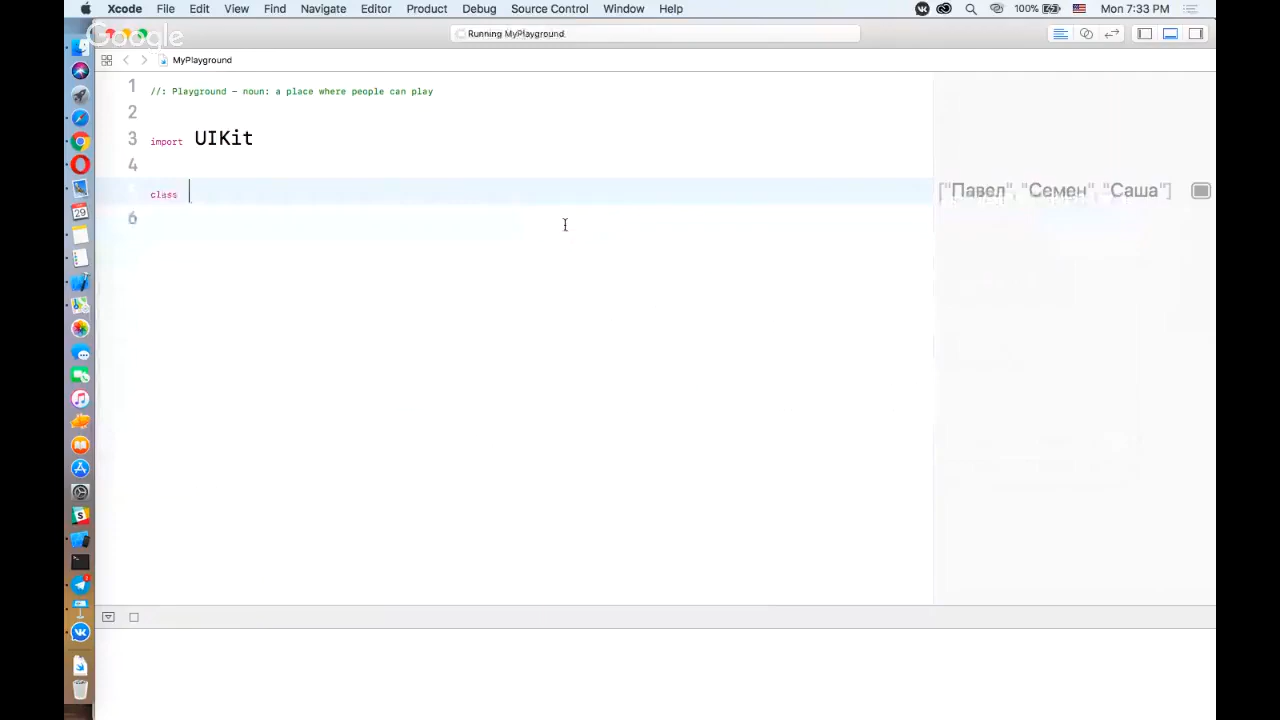 Xcode File Edit View Find Navigate Editor Product Debug Source Control Window Help 100% Mon 7:33 PM
Google
Running MyPlayground
MyPlayground
1 //: Playground - noun: a place where people can play
2
3 import UIKit
4
5 class
["Павел", "Семен", "Саша"]
6